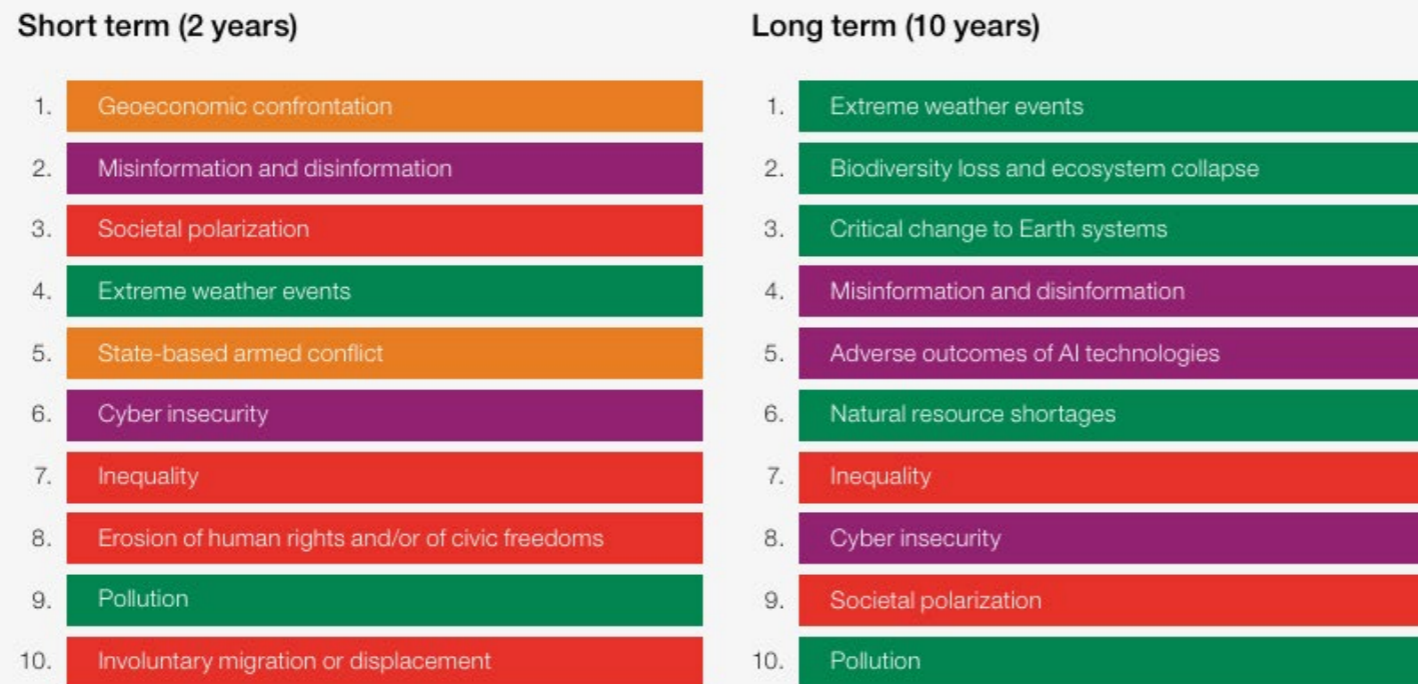 Short term (2 years)
1. Geoeconomic confrontation
2. Misinformation and disinformation
3. Societal polarization
4. Extreme weather events
5. State-based armed conflict
6. Cyber insecurity
7. Inequality
8. Erosion of human rights and/or of civic freedoms
9. Pollution
10. Involuntary migration or displacement
Long term (10 years)
1. Extreme weather events
2. Biodiversity loss and ecosystem collapse
3. Critical change to Earth systems
4. Misinformation and disinformation
5. Adverse outcomes of AI technologies
6. Natural resource shortages
7. Inequality
8. Cyber insecurity
9. Societal polarization
10. Pollution